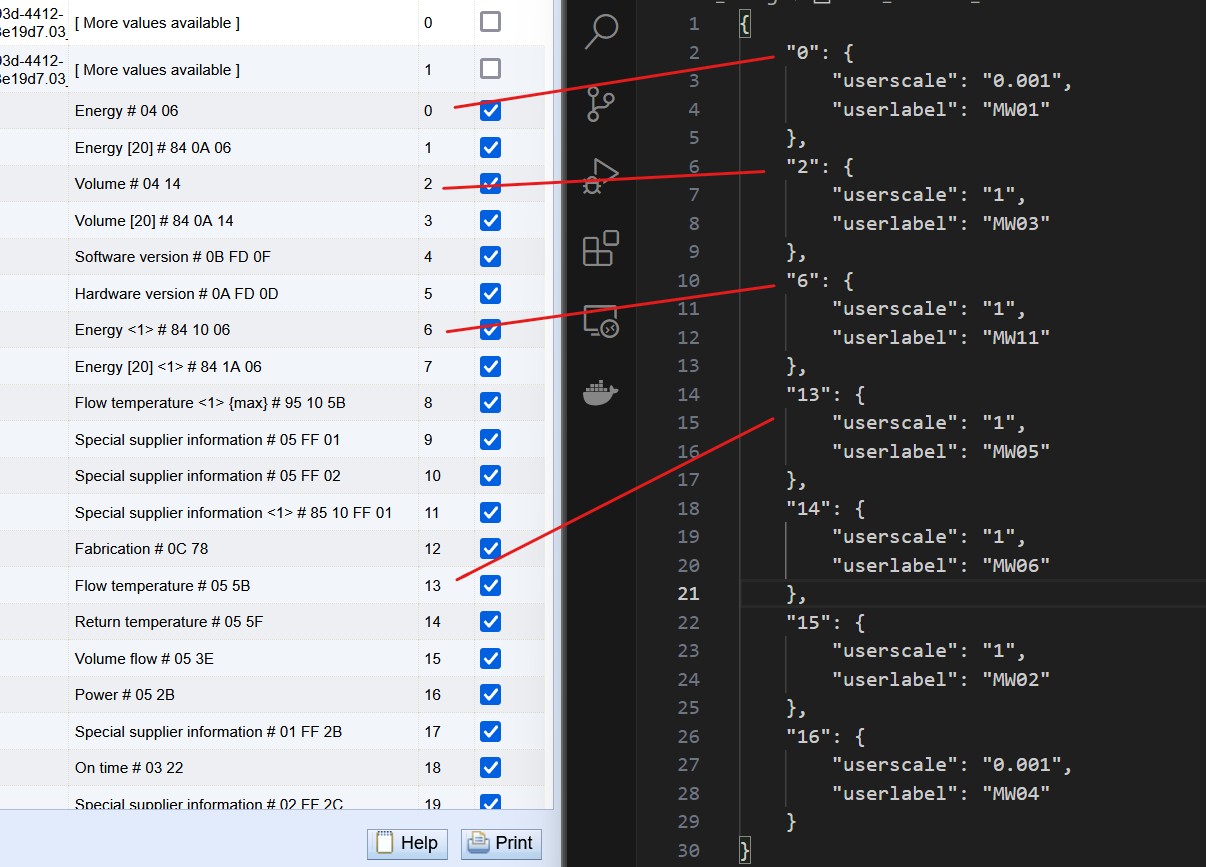 93d-4412-
8e19d7.03_
[ More values available ]
0
93d-4412-
8e19d7.03_
[ More values available ]
1
Energy # 04 06
0
Energy [20] # 84 0A 06
1
Volume # 04 14
2
Volume [20] # 84 0A 14
3
Software version # 0B FD 0F
4
Hardware version # 0A FD 0D
5
Energy <1> # 84 10 06
6
Energy [20] <1> # 84 1A 06
7
Flow temperature <1> {max} # 95 10 5B
8
Special supplier information # 05 FF 01
9
Special supplier information # 05 FF 02
10
Special supplier information <1> # 85 10 FF 01
11
Fabrication # 0C 78
12
Flow temperature # 05 5B
13
Return temperature # 05 5F
14
Volume flow # 05 3E
15
Power # 05 2B
16
Special supplier information # 01 FF 2B
17
On time # 03 22
18
Special supplier information # 02 FF 2C
19
Help
Print
1 {
2 "0": {
3 "userscale": "0.001",
4 "userlabel": "MW01"
5 },
6 "2": {
7 "userscale": "1",
8 "userlabel": "MW03"
9 },
10 "6": {
11 "userscale": "1",
12 "userlabel": "MW11"
13 },
14 "13": {
15 "userscale": "1",
16 "userlabel": "MW05"
17 },
18 "14": {
19 "userscale": "1",
20 "userlabel": "MW06"
21 },
22 "15": {
23 "userscale": "1",
24 "userlabel": "MW02"
25 },
26 "16": {
27 "userscale": "0.001",
28 "userlabel": "MW04"
29 }
30 }